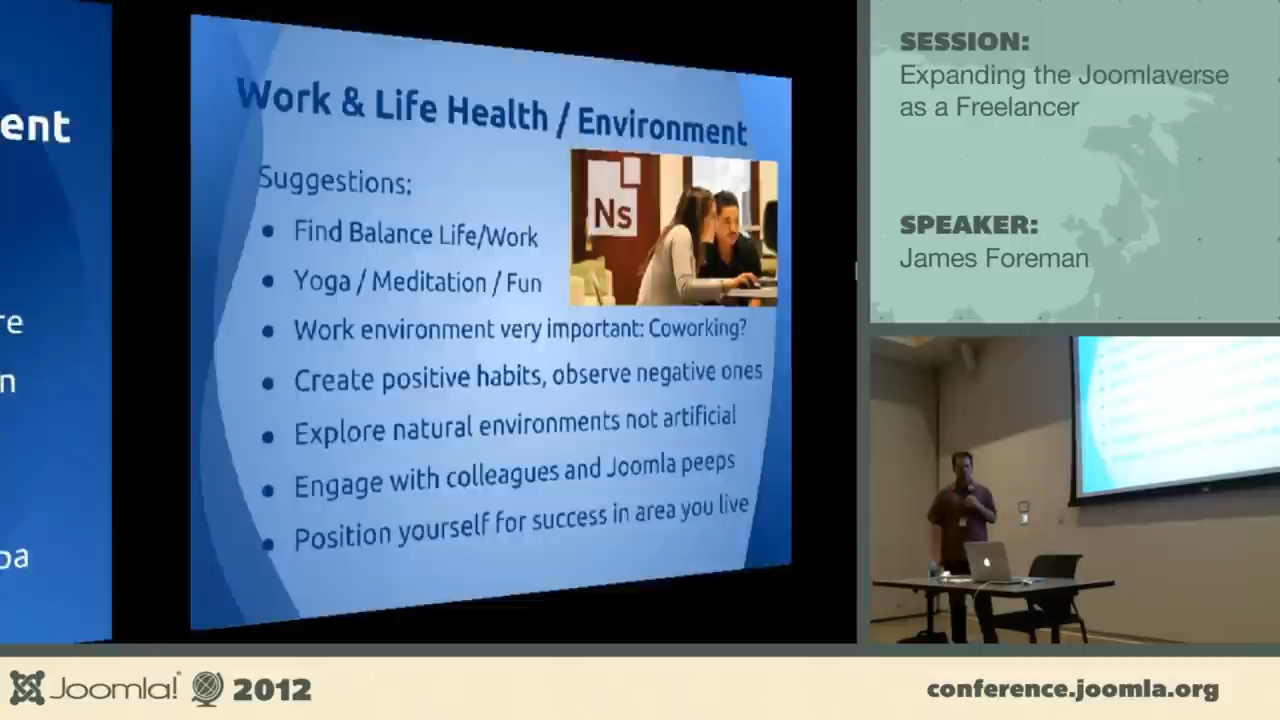 ent
re
n
oa
Work & Life Health / Environment
Suggestions:
Ns
• Find Balance Life/Work
• Yoga / Meditation / Fun
• Work environment very important: Coworking?
• Create positive habits, observe negative ones
• Explore natural environments not artificial
• Engage with colleagues and Joomla peeps
• Position yourself for success in area you live
SESSION:
Expanding the Joomlaverse
as a Freelancer
SPEAKER:
James Foreman
Joomla! 2012
conference.joomla.org